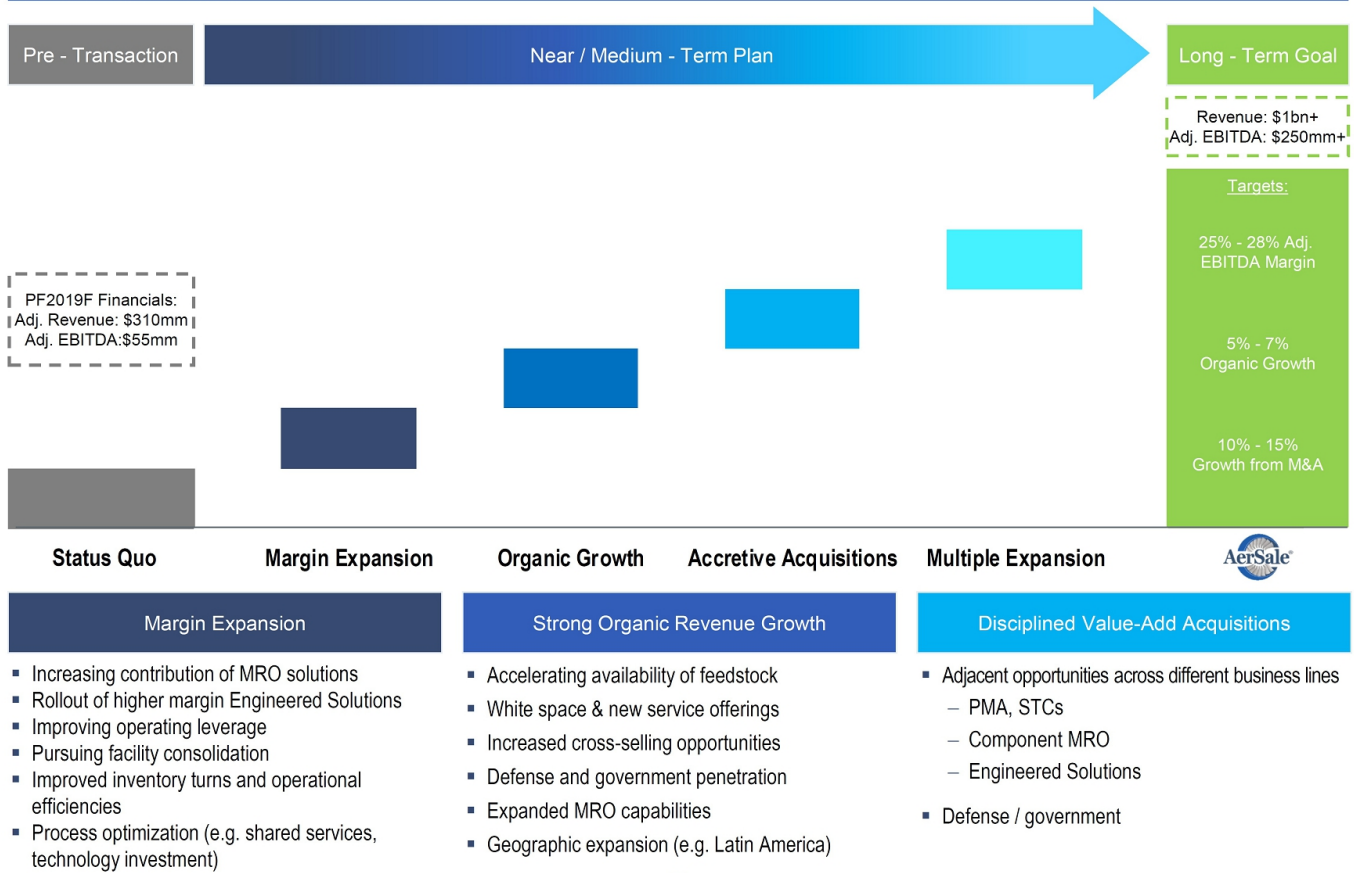 Pre - Transaction
Near / Medium - Term Plan
Long - Term Goal
Revenue: $1bn+
Adj. EBITDA: $250mm+
Targets:
25% - 28% Adj.
EBITDA Margin
5% - 7%
Organic Growth
10% - 15%
Growth from M&A
PF2019F Financials:
Adj. Revenue: $310mm
Adj. EBITDA:$55mm
Status Quo
Margin Expansion
Organic Growth
Accretive Acquisitions
Multiple Expansion
AerSale®
Margin Expansion
▪ Increasing contribution of MRO solutions
▪ Rollout of higher margin Engineered Solutions
▪ Improving operating leverage
▪ Pursuing facility consolidation
▪ Improved inventory turns and operational
efficiencies
▪ Process optimization (e.g. shared services,
technology investment)
Strong Organic Revenue Growth
▪ Accelerating availability of feedstock
▪ White space & new service offerings
▪ Increased cross-selling opportunities
▪ Defense and government penetration
▪ Expanded MRO capabilities
▪ Geographic expansion (e.g. Latin America)
Disciplined Value-Add Acquisitions
▪ Adjacent opportunities across different business lines
– PMA, STCs
– Component MRO
– Engineered Solutions
▪ Defense / government